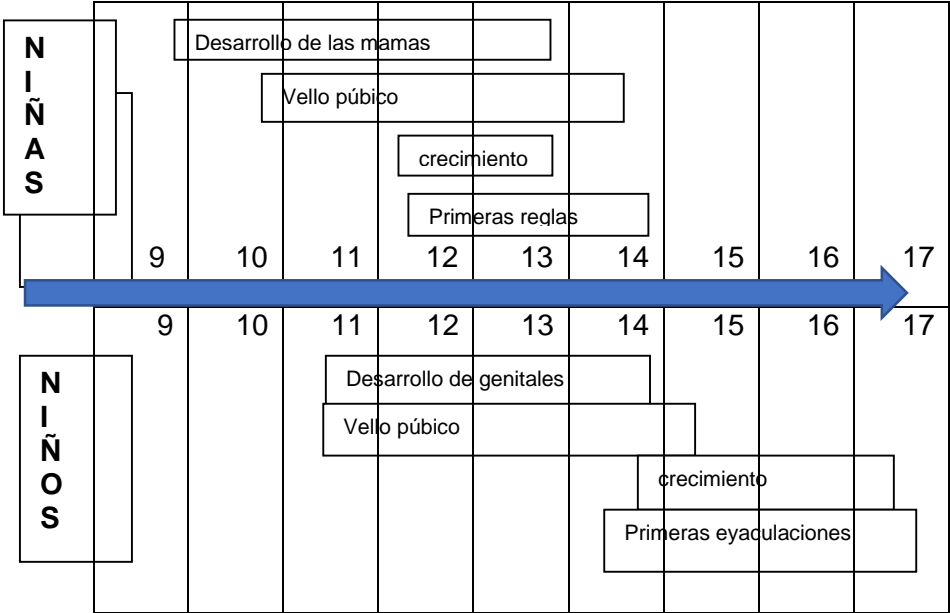 NIÑAS
Desarrollo de las mamas
Vello púbico
crecimiento
Primeras reglas
9 10 11 12 13 14 15 16 17
9 10 11 12 13 14 15 16 17
NIÑOS
Desarrollo de genitales
Vello púbico
crecimiento
Primeras eyaculaciones